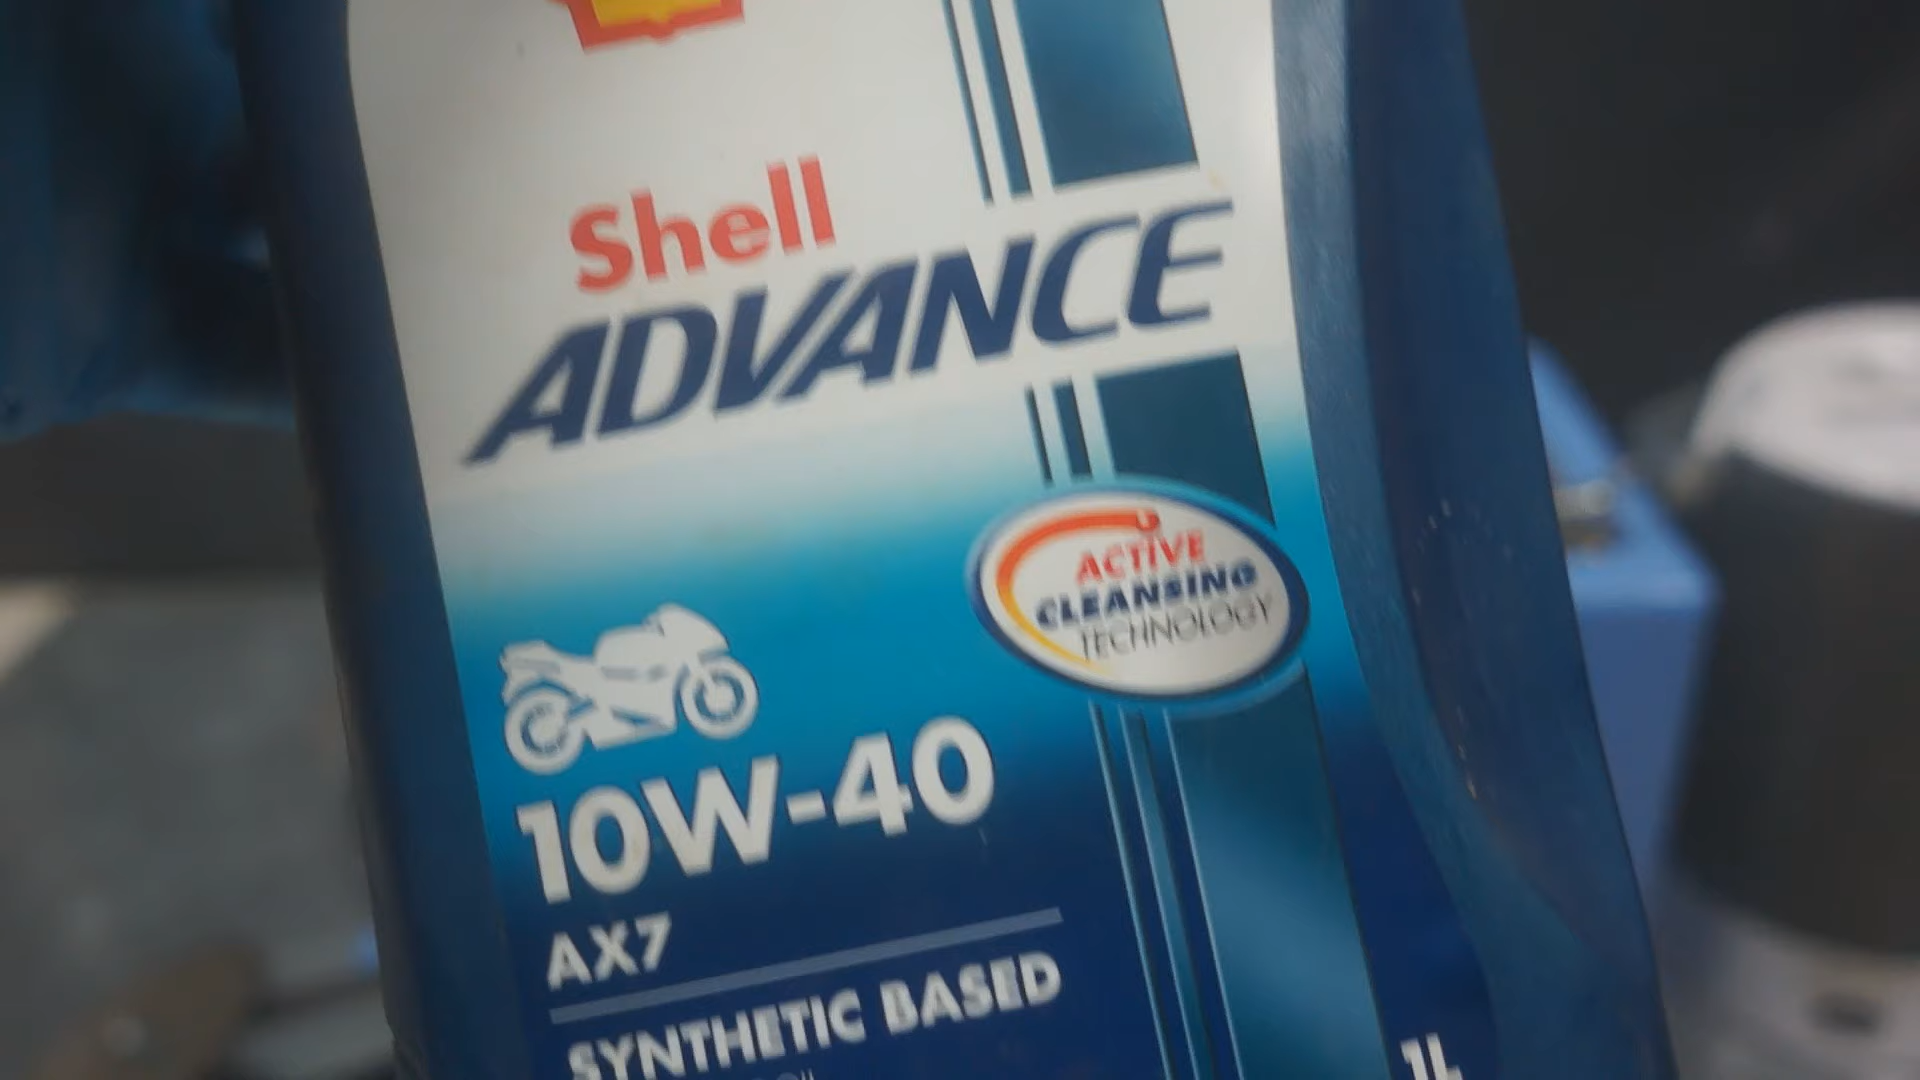 Shell
ADVANCE
ACTIVE
CLEANSING
TECHNOLOGY
10W-40
AX7
SYNTHETIC BASED
1L